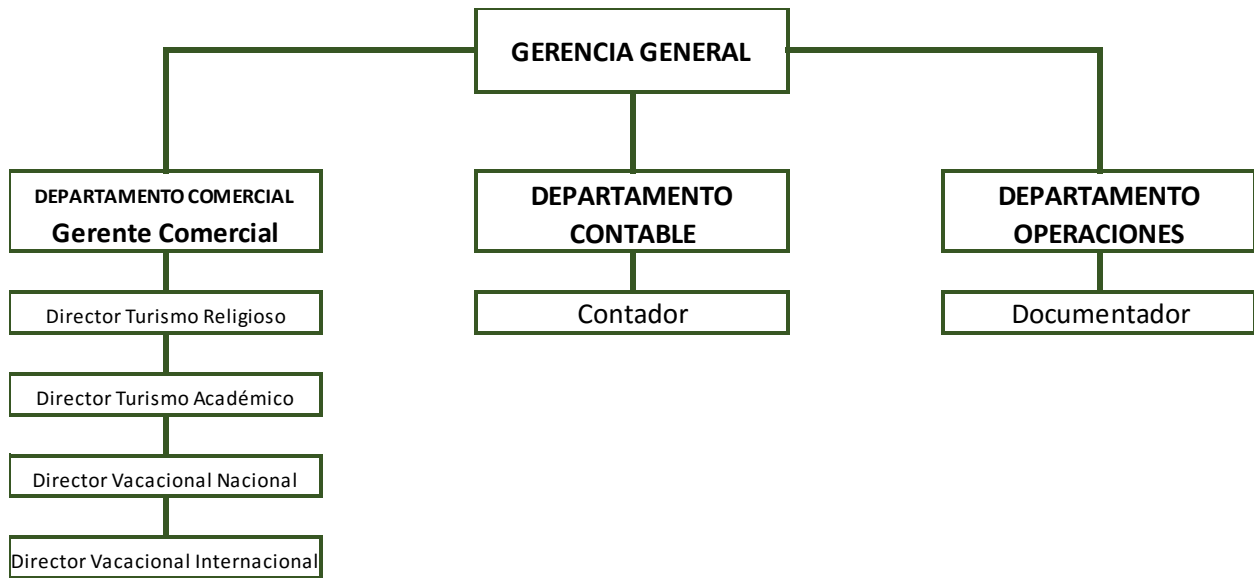 GERENCIA GENERAL
DEPARTAMENTO COMERCIAL
Gerente Comercial
DEPARTAMENTO
CONTABLE
DEPARTAMENTO
OPERACIONES
Director Turismo Religioso
Contador
Documentador
Director Turismo Académico
Director Vacacional Nacional
Director Vacacional Internacional